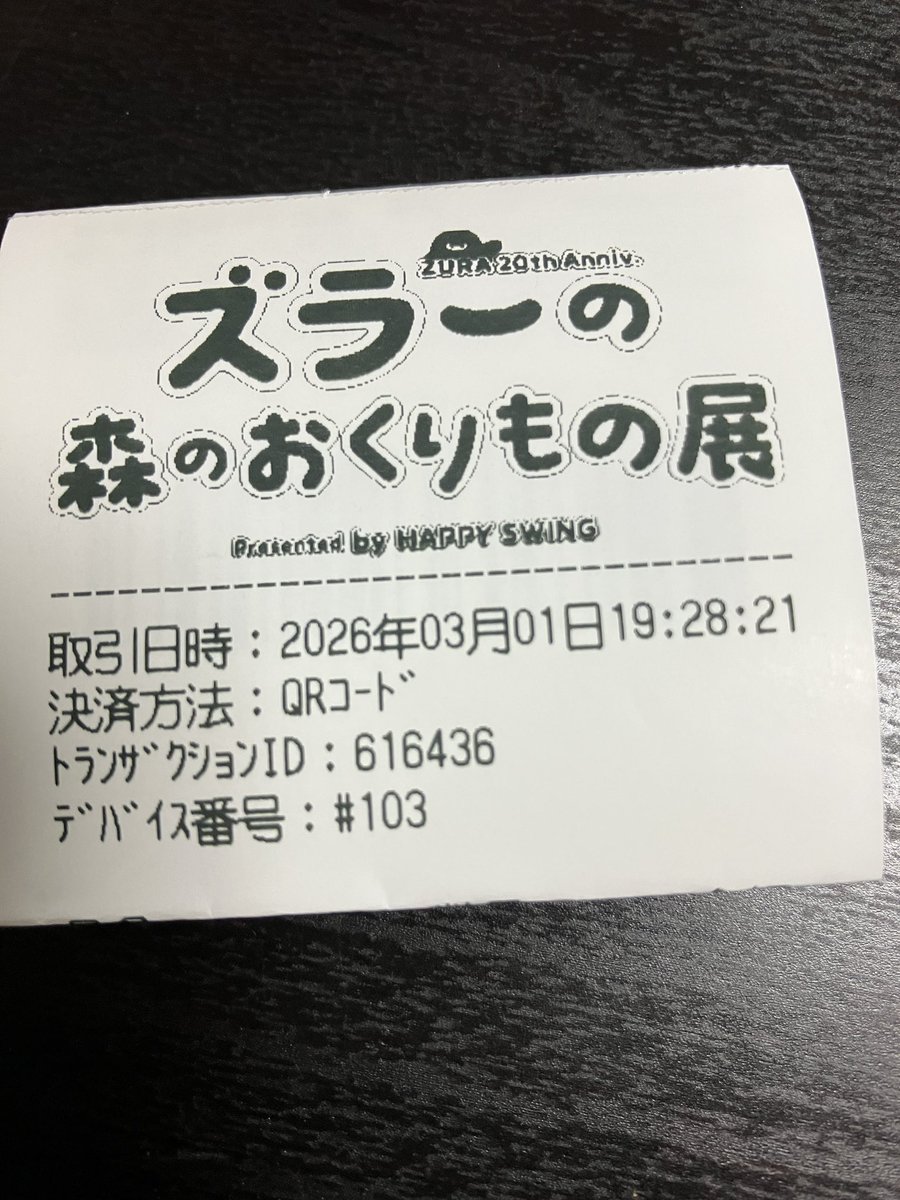 ZURA 20th Anniv.
ズラーの
森のおくりもの展
Presented by HAPPY SWING
取引日時：2026年03月01日19:28:21
決済方法：QRｺｰﾄﾞ
ﾄﾗﾝｻﾞｸｼｮﾝID：616436
ﾃﾞﾊﾞｲｽ番号：#103